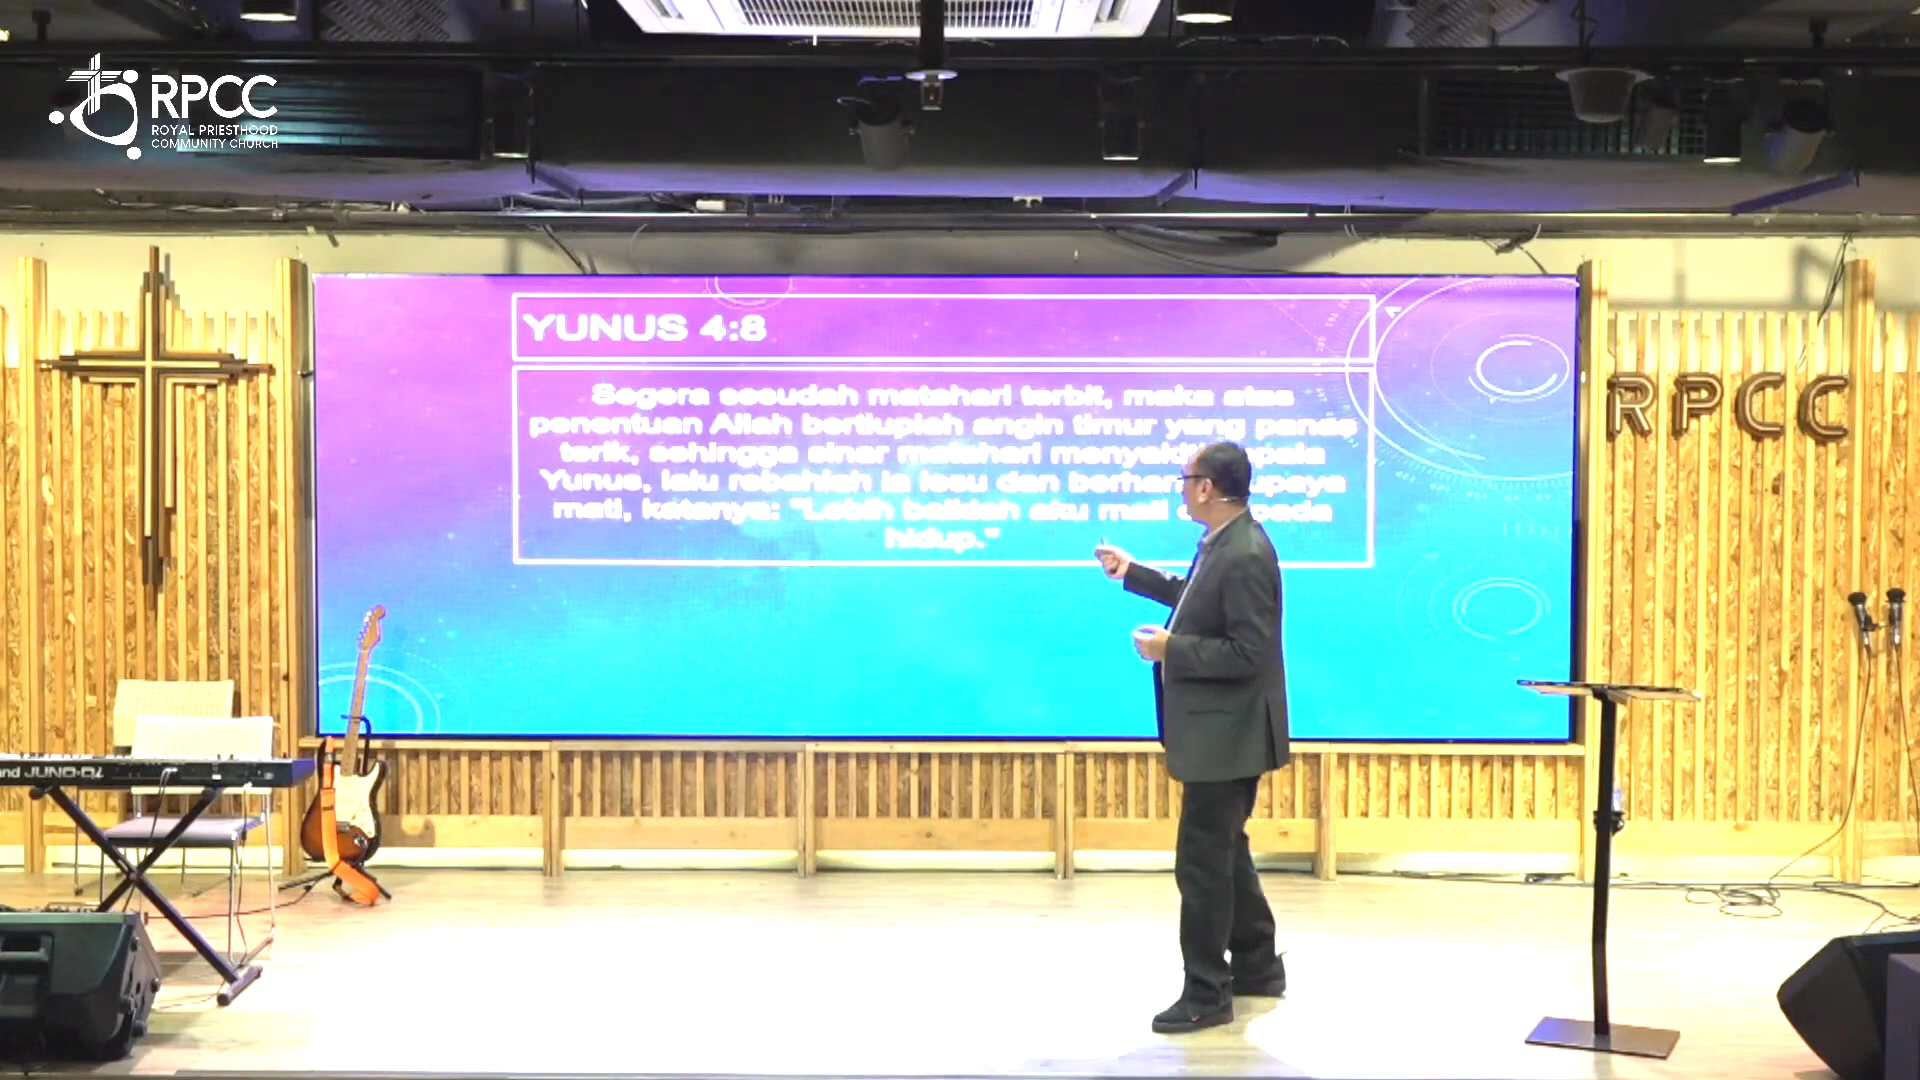 RPCC
ROYAL PRIESTHOOD
COMMUNITY CHURCH
YUNUS 4:8
Segera sesudah matahari terbit, maka atas
penentuan Allah bertiuplah angin timur yang panas
terik, sehingga sinar matahari menyakiti
Yunus, lalu rebahlah ia lesu dan
mati, katanya: "Lebih baiklah aku mati
hidup."
RPCC
JUNO-D